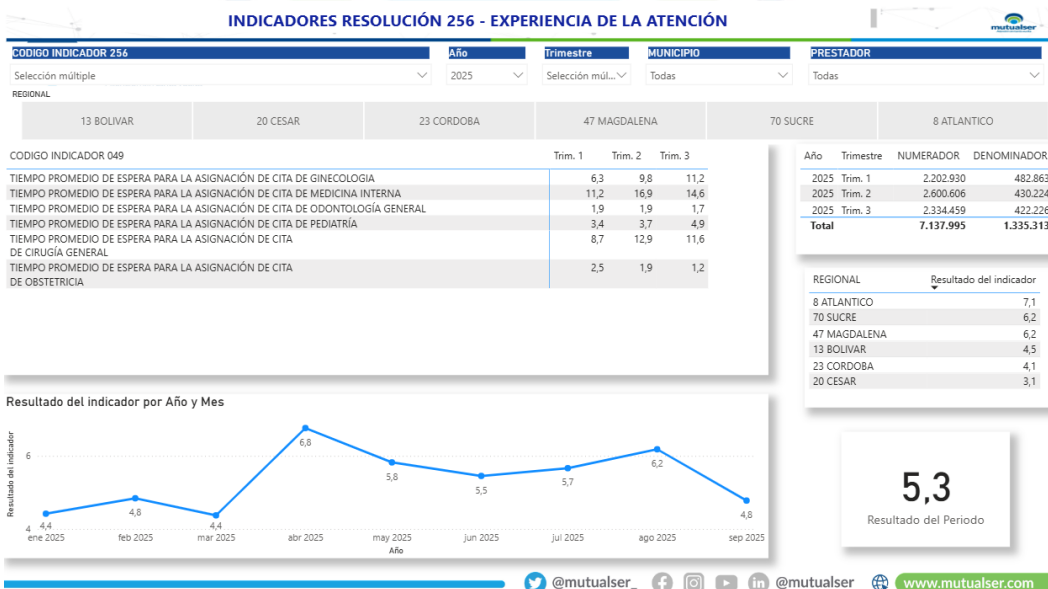 INDICADORES RESOLUCIÓN 256 - EXPERIENCIA DE LA ATENCIÓN
mutualser
CODIGO INDICADOR 256 Año Trimestre MUNICIPIO PRESTADOR
Selección múltiple 2025 Selección múl... Todas Todas
REGIONAL
13 BOLIVAR 20 CESAR 23 CORDOBA 47 MAGDALENA 70 SUCRE 8 ATLANTICO
CODIGO INDICADOR 049 Trim. 1 Trim. 2 Trim. 3
TIEMPO PROMEDIO DE ESPERA PARA LA ASIGNACIÓN DE CITA DE GINECOLOGIA 6,3 9,8 11,2
TIEMPO PROMEDIO DE ESPERA PARA LA ASIGNACIÓN DE CITA DE MEDICINA INTERNA 11,2 16,9 14,6
TIEMPO PROMEDIO DE ESPERA PARA LA ASIGNACIÓN DE CITA DE ODONTOLOGÍA GENERAL 1,9 1,9 1,7
TIEMPO PROMEDIO DE ESPERA PARA LA ASIGNACIÓN DE CITA DE PEDIATRÍA 3,4 3,7 4,9
TIEMPO PROMEDIO DE ESPERA PARA LA ASIGNACIÓN DE CITA 8,7 12,9 11,6
DE CIRUGÍA GENERAL
TIEMPO PROMEDIO DE ESPERA PARA LA ASIGNACIÓN DE CITA 2,5 1,9 1,2
DE OBSTETRICIA
Año Trimestre NUMERADOR DENOMINADOR
2025 Trim. 1 2.202.930 482.863
2025 Trim. 2 2.600.606 430.224
2025 Trim. 3 2.334.459 422.226
Total 7.137.995 1.335.313
REGIONAL Resultado del indicador
8 ATLANTICO 7,1
70 SUCRE 6,2
47 MAGDALENA 6,2
13 BOLIVAR 4,5
23 CORDOBA 4,1
20 CESAR 3,1
Resultado del indicador por Año y Mes
Resultado del indicador
6
4
4,4 4,8 4,4 6,8 5,8 5,5 5,7 6,2 4,8
ene 2025 feb 2025 mar 2025 abr 2025 may 2025 jun 2025 jul 2025 ago 2025 sep 2025
Año
5,3
Resultado del Periodo
@mutualser_ @mutualser www.mutualser.com